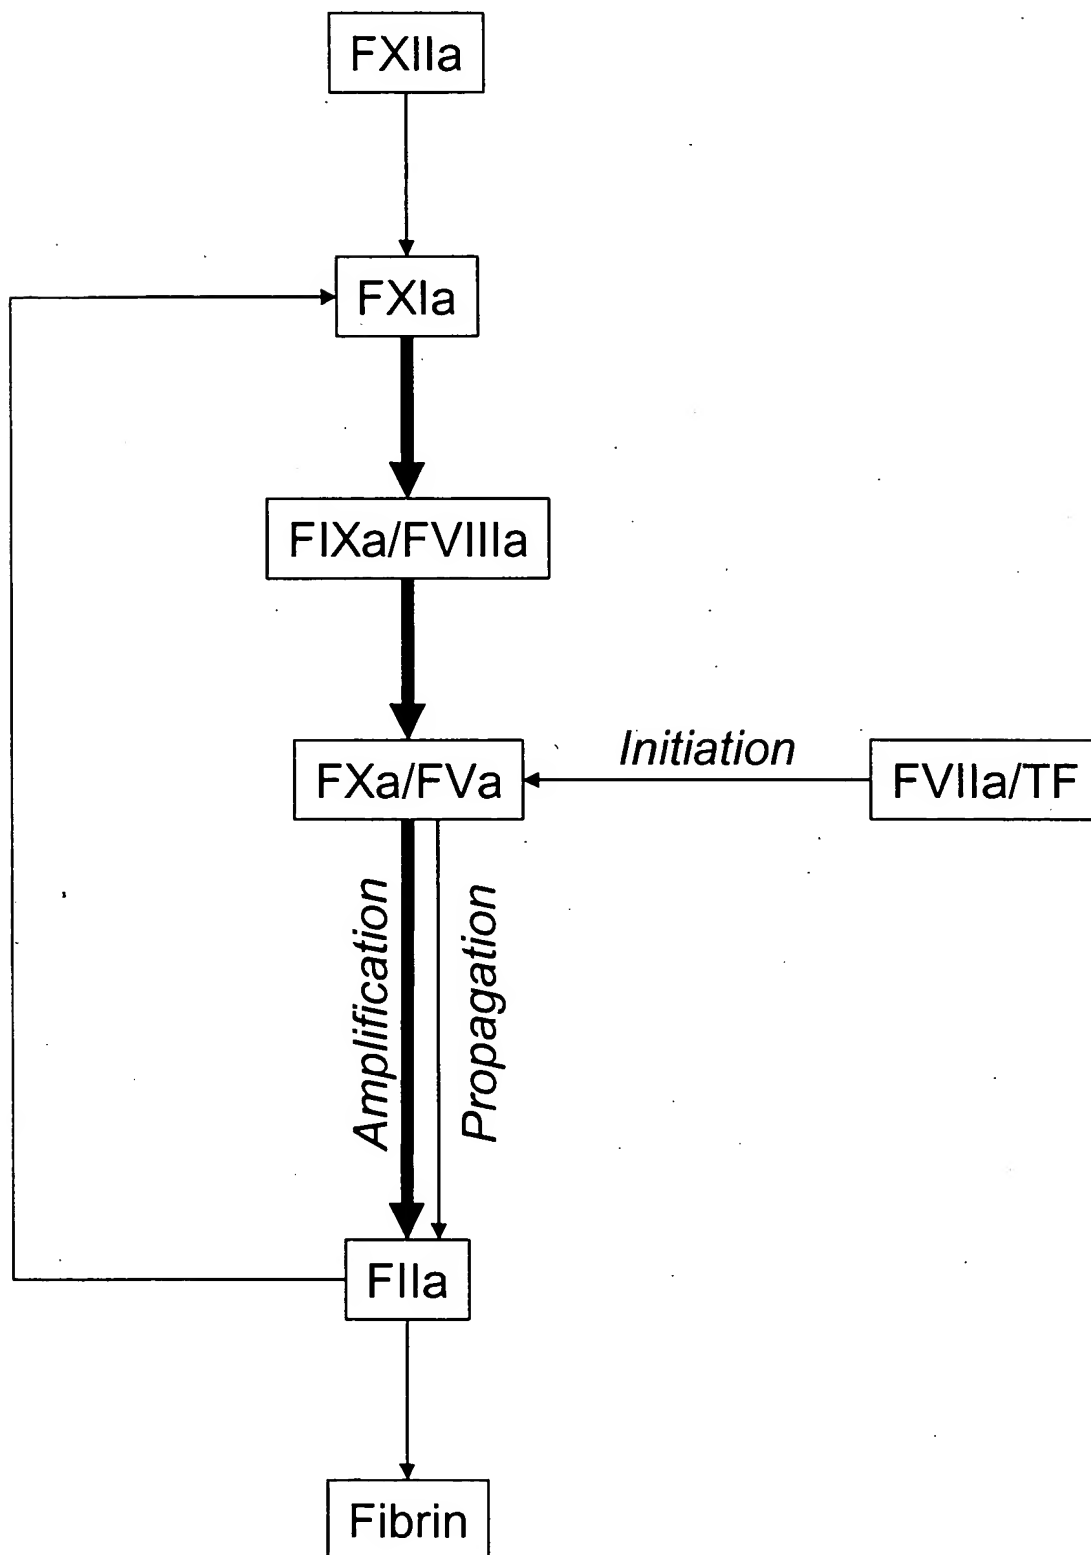 FXIIa
FXIa
FIXa/FVIIIa
FXa/FVa
Initiation
FVIIa/TF
Amplification
Propagation
FIIa
Fibrin